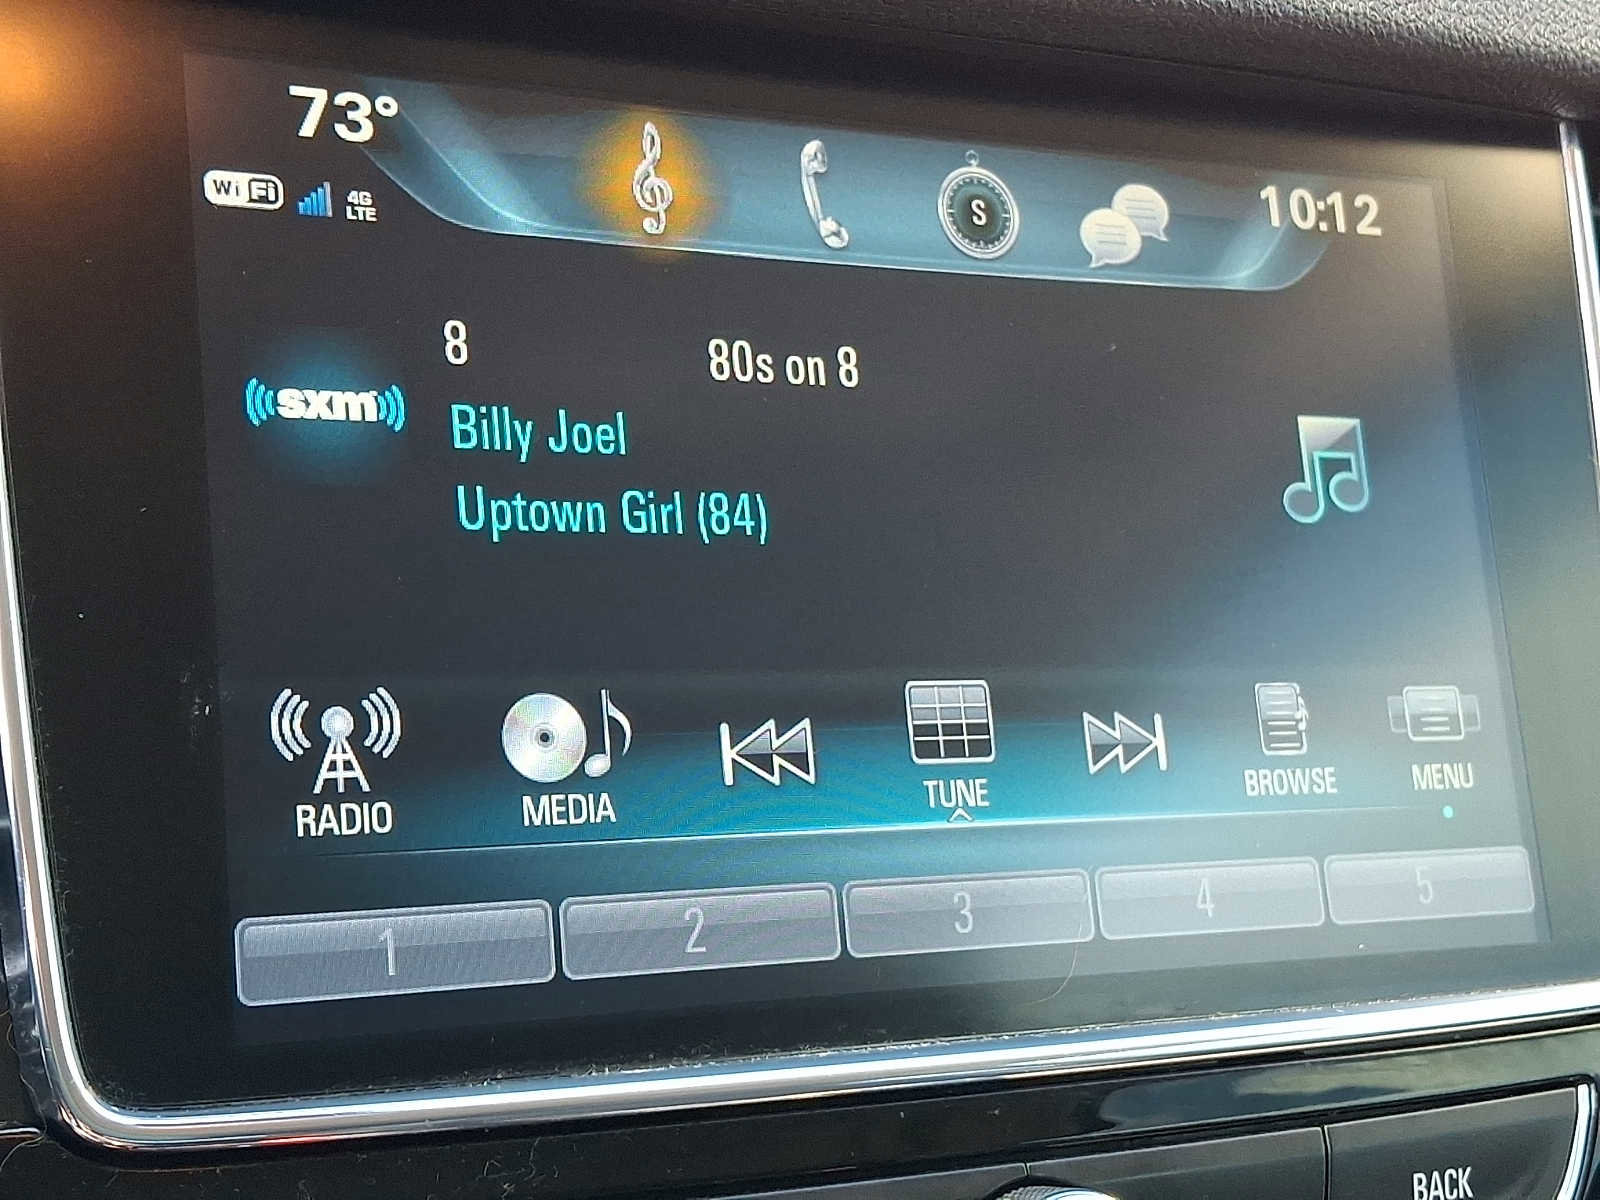 73°
10:12
WiFi
4G
LTE
S
8
80s on 8
sxm
Billy Joel
Uptown Girl (84)
RADIO
MEDIA
TUNE
BROWSE
MENU
1
2
3
4
5
BACK